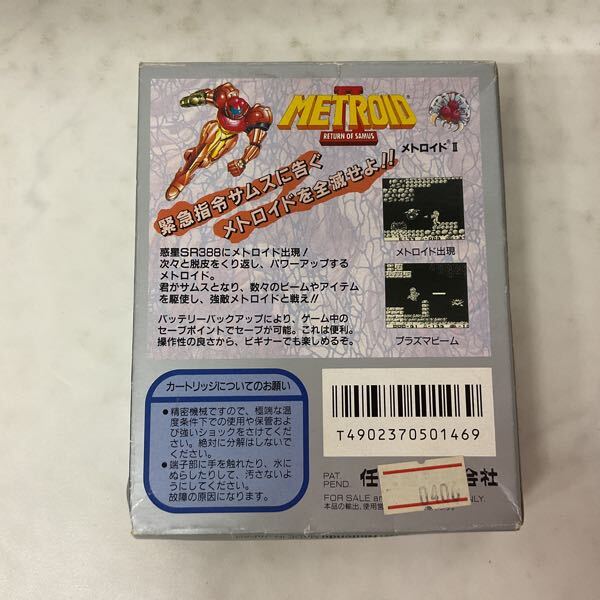 METROID
II
RETURN OF SAMUS
メトロイドII
緊急指令サムスに告ぐ
メトロイドを全滅せよ!!
惑星SR388にメトロイド出現!
次々と脱皮をくり返し、パワーアップする
メトロイド。
君がサムスとなり、数々のビームやアイテム
を駆使し、強敵メトロイドと戦え!!
バッテリーバックアップにより、ゲーム中の
セーブポイントでセーブが可能。これは便利。
操作性の良さから、ビギナーでも楽しめるぞ。
メトロイド出現
プラズマビーム
カートリッジについてのお願い
●精密機械ですので、極端な温
度条件下での使用や保管およ
び強いショックをさけてくださ
い。絶対に分解はしないで
ください。
●端子部に手を触れたり、水に
ぬらしたりして、汚さないよ
うにしてください。
故障の原因になります。
T4902370501469
PAT.
PEND.
任
会社
0400
FOR SALE an
ONLY.
本品の輸出、使用営